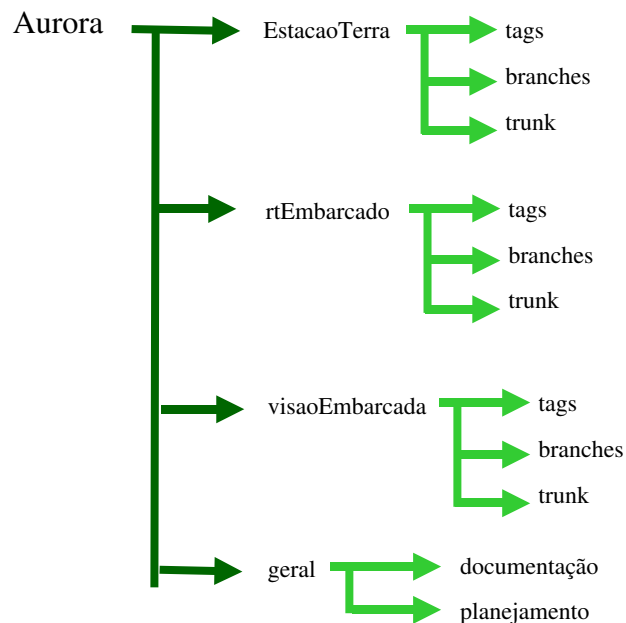 Aurora
EstacaoTerra
tags
branches
trunk
rtEmbarcado
tags
branches
trunk
visaoEmbarcada
tags
branches
trunk
geral
documentação
planejamento